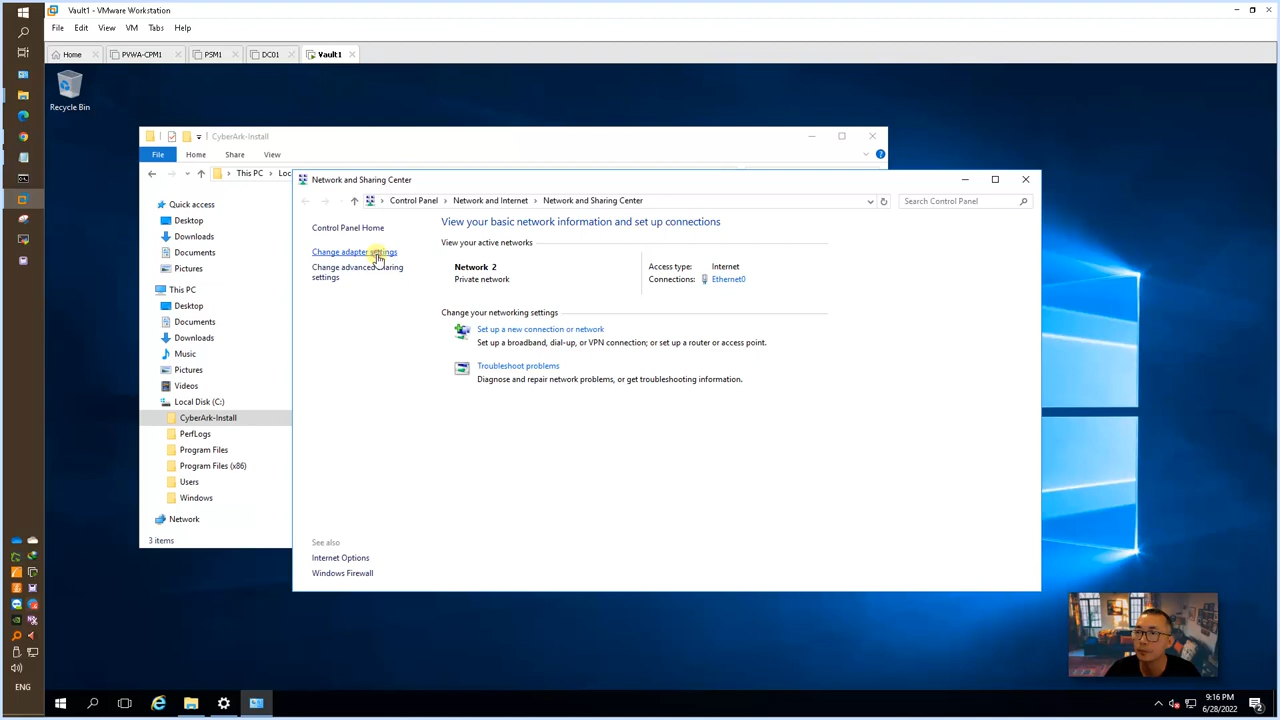 Vault1 - VMware Workstation
File Edit View VM Tabs Help
Home PVWA-CPM1 PSM1 DC01 Vault1
Recycle Bin
CyberArk-Install
File Home Share View
This PC Loc
Quick access
Desktop
Downloads
Documents
Pictures
This PC
Desktop
Documents
Downloads
Music
Pictures
Videos
Local Disk (C:)
CyberArk-Install
PerfLogs
Program Files
Program Files (x86)
Users
Windows
Network
3 items
Network and Sharing Center
Control Panel Network and Internet Network and Sharing Center
Search Control Panel
Control Panel Home
Change adapter settings
Change advanced sharing
settings
View your basic network information and set up connections
View your active networks
Network 2
Private network
Access type: Internet
Connections: Ethernet0
Change your networking settings
Set up a new connection or network
Set up a broadband, dial-up, or VPN connection; or set up a router or access point.
Troubleshoot problems
Diagnose and repair network problems, or get troubleshooting information.
See also
Internet Options
Windows Firewall
ENG
9:16 PM
6/28/2022
2